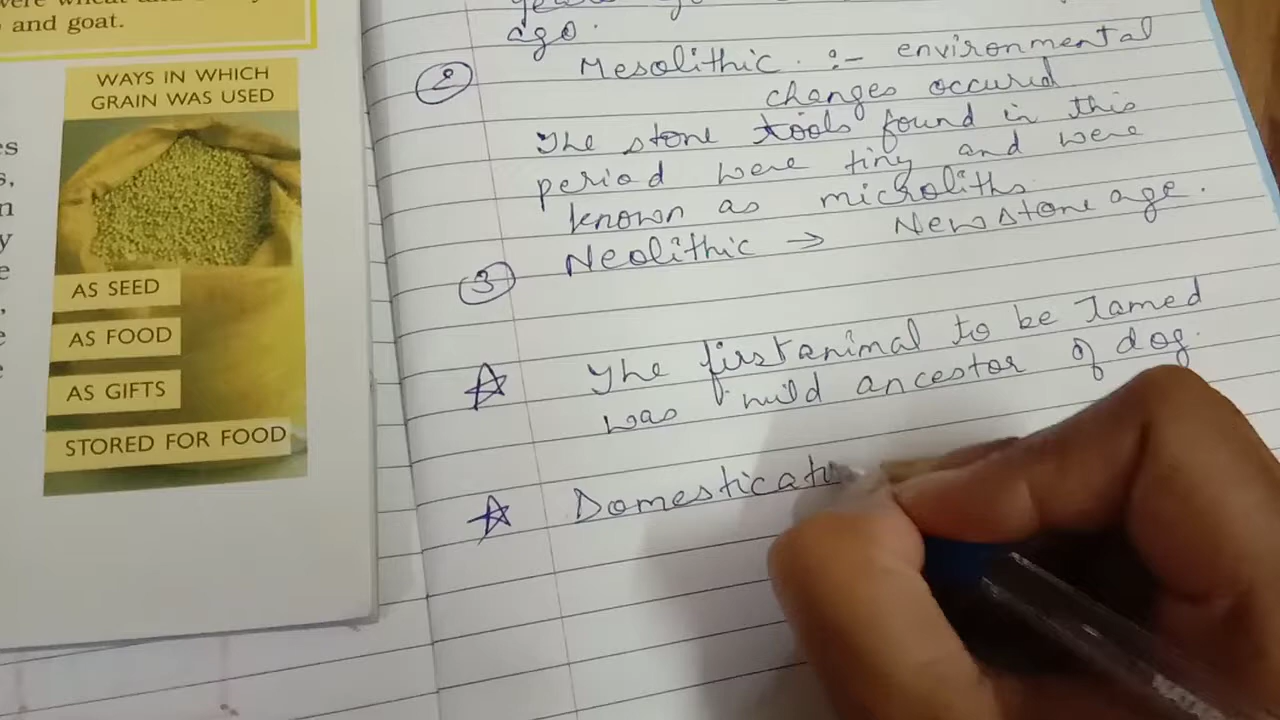 and goat.
WAYS IN WHICH
GRAIN WAS USED
AS SEED
AS FOOD
AS GIFTS
STORED FOR FOOD
ago.
② Mesolithic :- environmental
changes occured
The stone tools found in this
period were tiny and were
known as microliths
③ Neolithic → New stone age.
☆ The first animal to be Tamed
was wild ancestor of dog.
☆ Domesticat